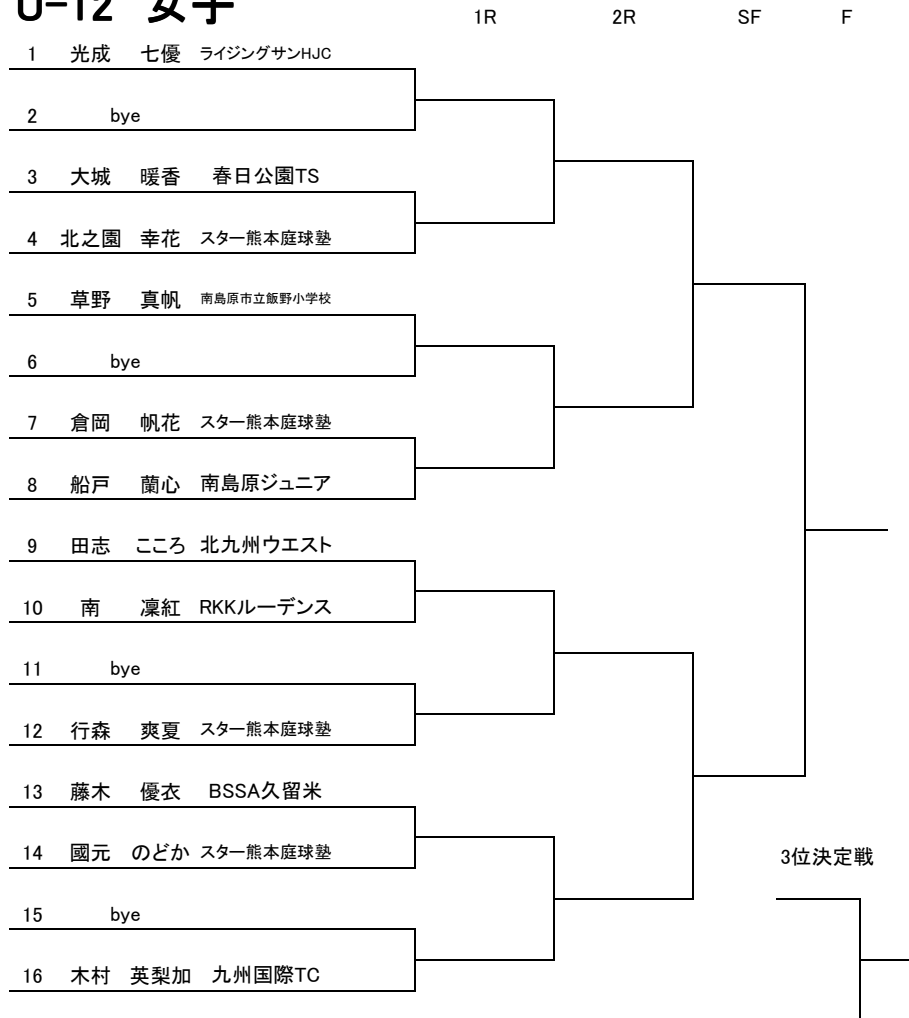 U-12 女子
1R 2R SF F
1 光成 七優 ライジングサンHJC
2 bye
3 大城 暖香 春日公園TS
4 北之園 幸花 スター熊本庭球塾
5 草野 真帆 南島原市立飯野小学校
6 bye
7 倉岡 帆花 スター熊本庭球塾
8 船戸 蘭心 南島原ジュニア
9 田志 こころ 北九州ウエスト
10 南 凜紅 RKKルーデンス
11 bye
12 行森 爽夏 スター熊本庭球塾
13 藤木 優衣 BSSA久留米
14 國元 のどか スター熊本庭球塾
3位決定戦
15 bye
16 木村 英梨加 九州国際TC